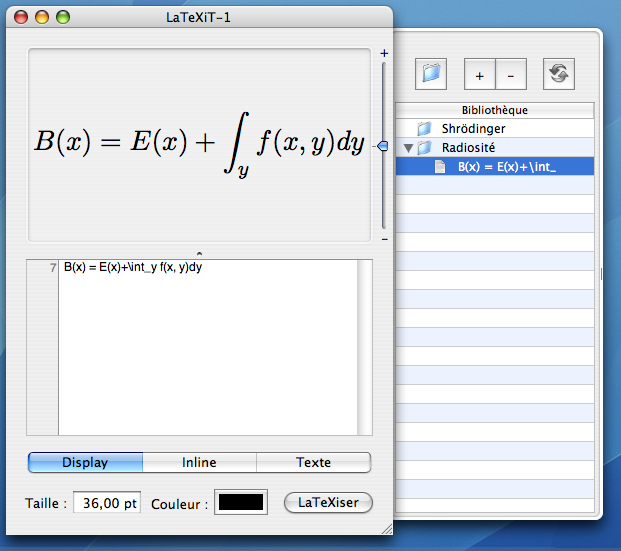 LaTeXiT-1
B(x) = E(x) + ∫_y f(x, y)dy
+
−
7 B(x) = E(x)+\int_y f(x, y)dy
Display Inline Texte
Taille : 36,00 pt Couleur : LaTeXiser
+ -
Bibliothèque
Shrödinger
Radiosité
B(x) = E(x)+\int_